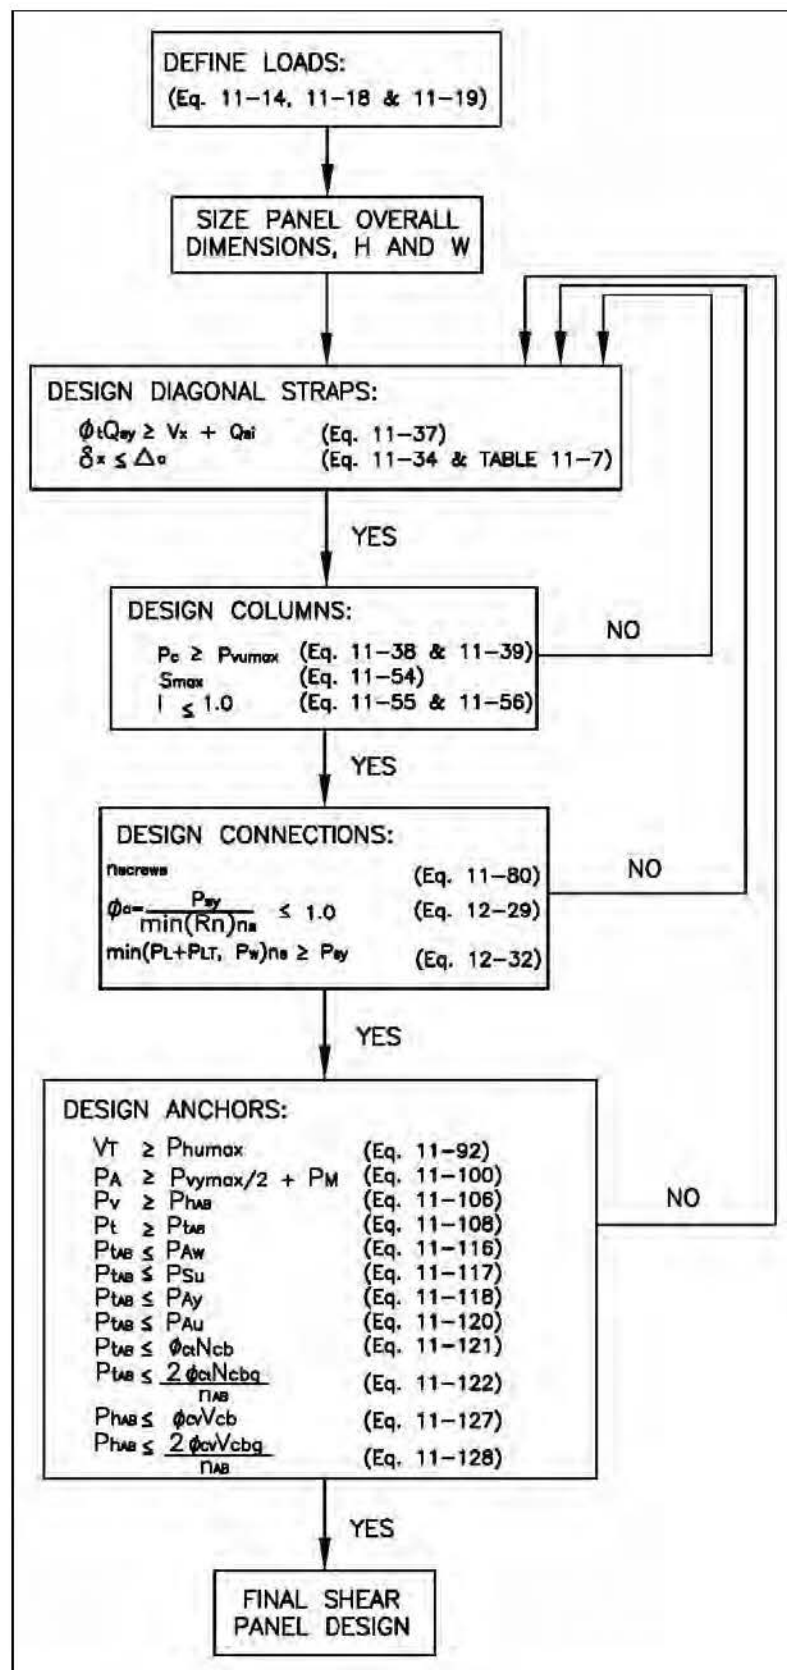 DEFINE LOADS:
(Eq. 11-14, 11-18 & 11-19)
SIZE PANEL OVERALL
DIMENSIONS, H AND W
DESIGN DIAGONAL STRAPS:
ϕtQsy ≥ Vx + Qsi (Eq. 11-37)
δx ≤ Δa (Eq. 11-34 & TABLE 11-7)
YES
DESIGN COLUMNS:
Pc ≥ Pvumax (Eq. 11-38 & 11-39)
Smax (Eq. 11-54)
I ≤ 1.0 (Eq. 11-55 & 11-56)
NO
YES
DESIGN CONNECTIONS:
nscrews (Eq. 11-80)
ϕc= Psy / min(Rn)ns ≤ 1.0 (Eq. 12-29)
min(PL+PLT, Pw)ns ≥ Psy (Eq. 12-32)
NO
YES
DESIGN ANCHORS:
VT ≥ Phumax (Eq. 11-92)
PA ≥ Pvymax/2 + PM (Eq. 11-100)
Pv ≥ PhAB (Eq. 11-106)
Pt ≥ PtAB (Eq. 11-108)
PtAB ≤ PAw (Eq. 11-116)
PtAB ≤ PSu (Eq. 11-117)
PtAB ≤ PAy (Eq. 11-118)
PtAB ≤ PAu (Eq. 11-120)
PtAB ≤ ϕctNcb (Eq. 11-121)
PtAB ≤ 2ϕctNcbg / nAB (Eq. 11-122)
PhAB ≤ ϕcvVcb (Eq. 11-127)
PhAB ≤ 2ϕcvVcbg / nAB (Eq. 11-128)
NO
YES
FINAL SHEAR
PANEL DESIGN